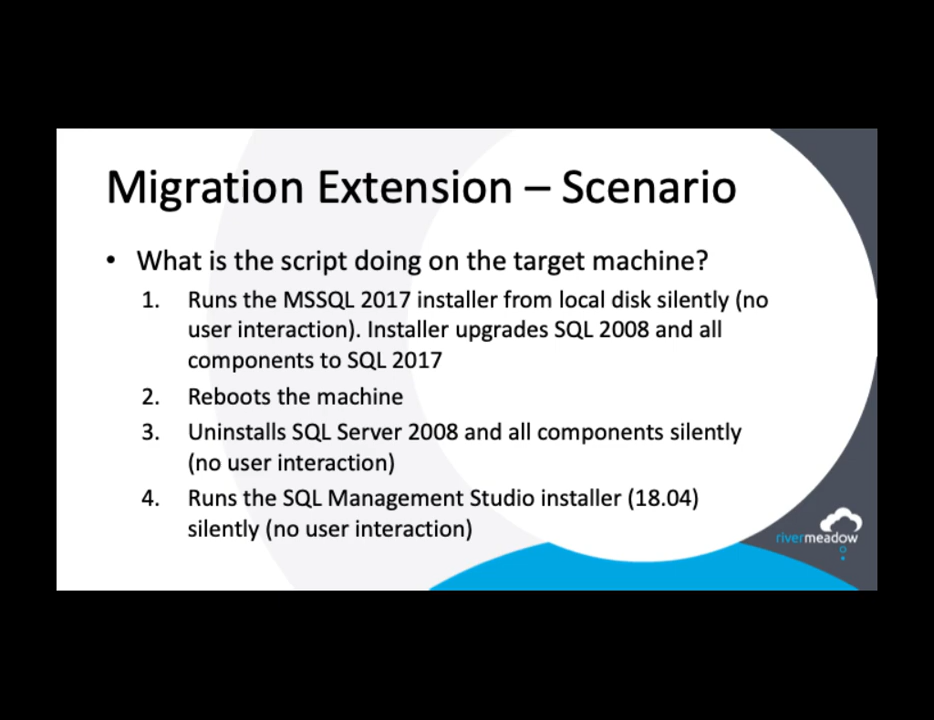 Migration Extension – Scenario
• What is the script doing on the target machine?
1. Runs the MSSQL 2017 installer from local disk silently (no
user interaction). Installer upgrades SQL 2008 and all
components to SQL 2017
2. Reboots the machine
3. Uninstalls SQL Server 2008 and all components silently
(no user interaction)
4. Runs the SQL Management Studio installer (18.04)
silently (no user interaction)
rivermeadow